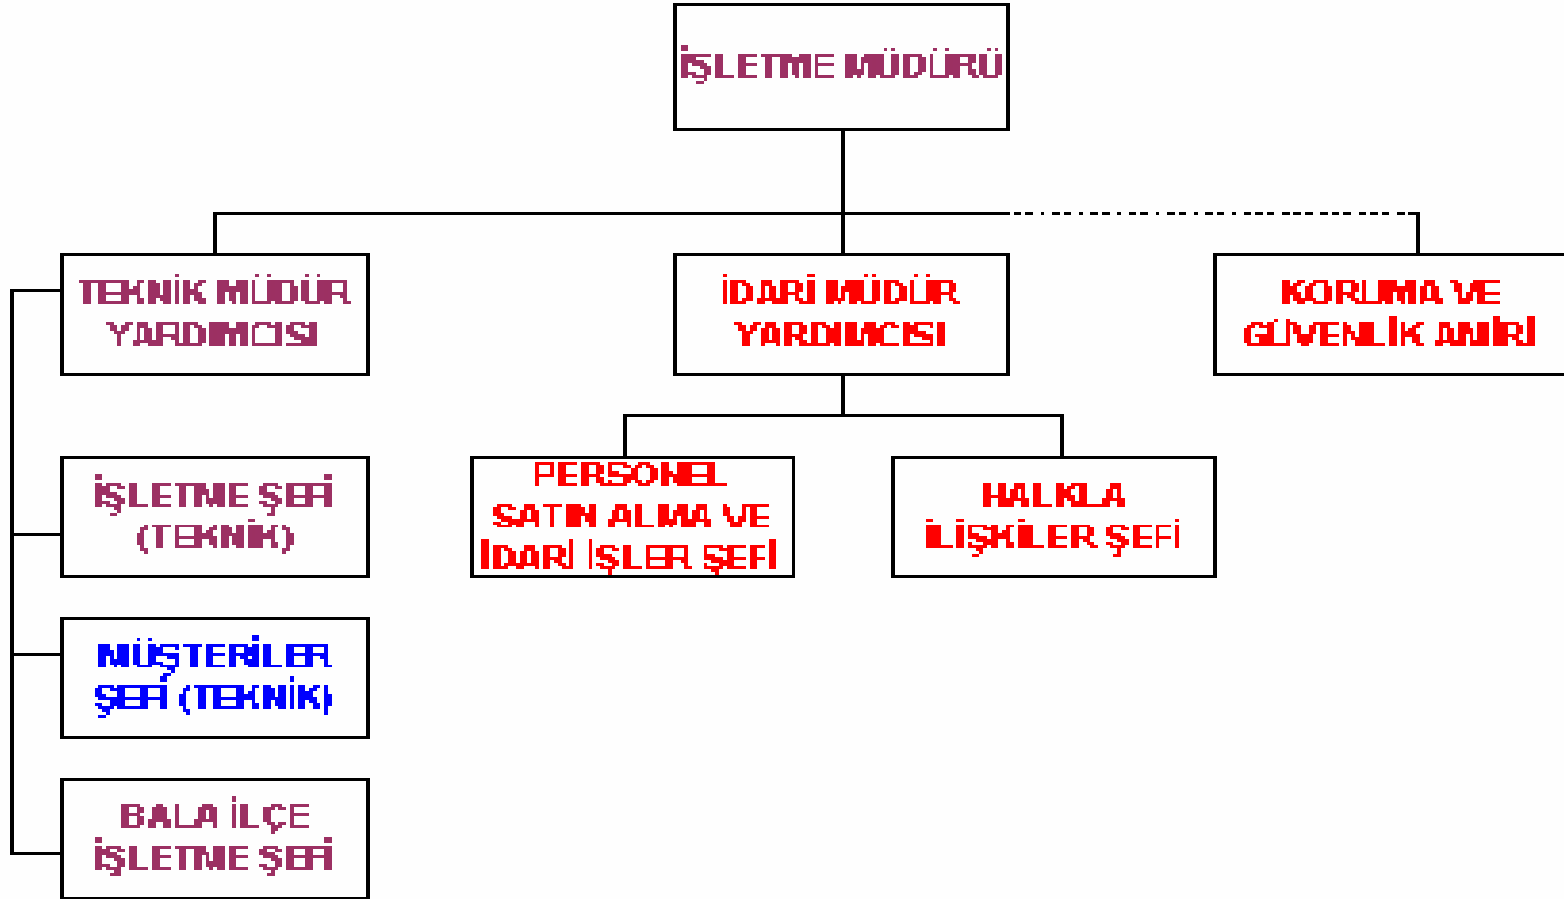 İŞLETME MÜDÜRÜ
TEKNİK MÜDÜR
YARDIMCISI
İDARİ MÜDÜR
YARDIMCISI
KORUMA VE
GÜVENLİK AMİRİ
İŞLETME ŞEFİ
(TEKNİK)
PERSONEL
SATIN ALMA VE
İDARİ İŞLER ŞEFİ
HALKLA
İLİŞKİLER ŞEFİ
MÜŞTERİLER
ŞEFİ (TEKNİK)
BALA İLÇE
İŞLETME ŞEFİ